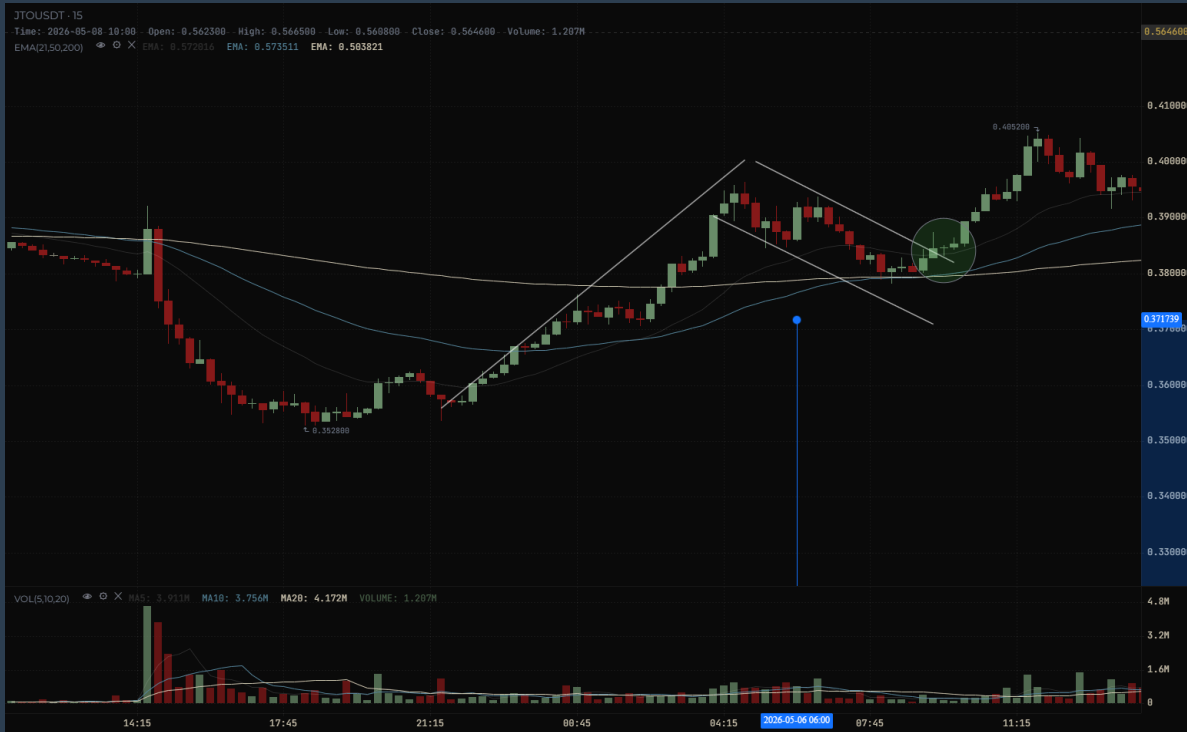 JTOUSDT · 15
Time: 2026-05-08 10:00 Open: 0.562300 High: 0.566500 Low: 0.560800 Close: 0.564600 Volume: 1.207M
EMA(21,50,200) EMA: 0.572816 EMA: 0.573511 EMA: 0.503821
0.564600
0.41000
0.405200
0.40000
0.39000
0.38000
0.371739
0.37000
0.36000
0.352800
0.35000
0.34000
0.33000
VOL(5,10,20) MA5: 3.911M MA10: 3.756M MA20: 4.172M VOLUME: 1.207M
4.8M
3.2M
1.6M
0
14:15 17:45 21:15 00:45 04:15 2026-05-06 06:00 07:45 11:15